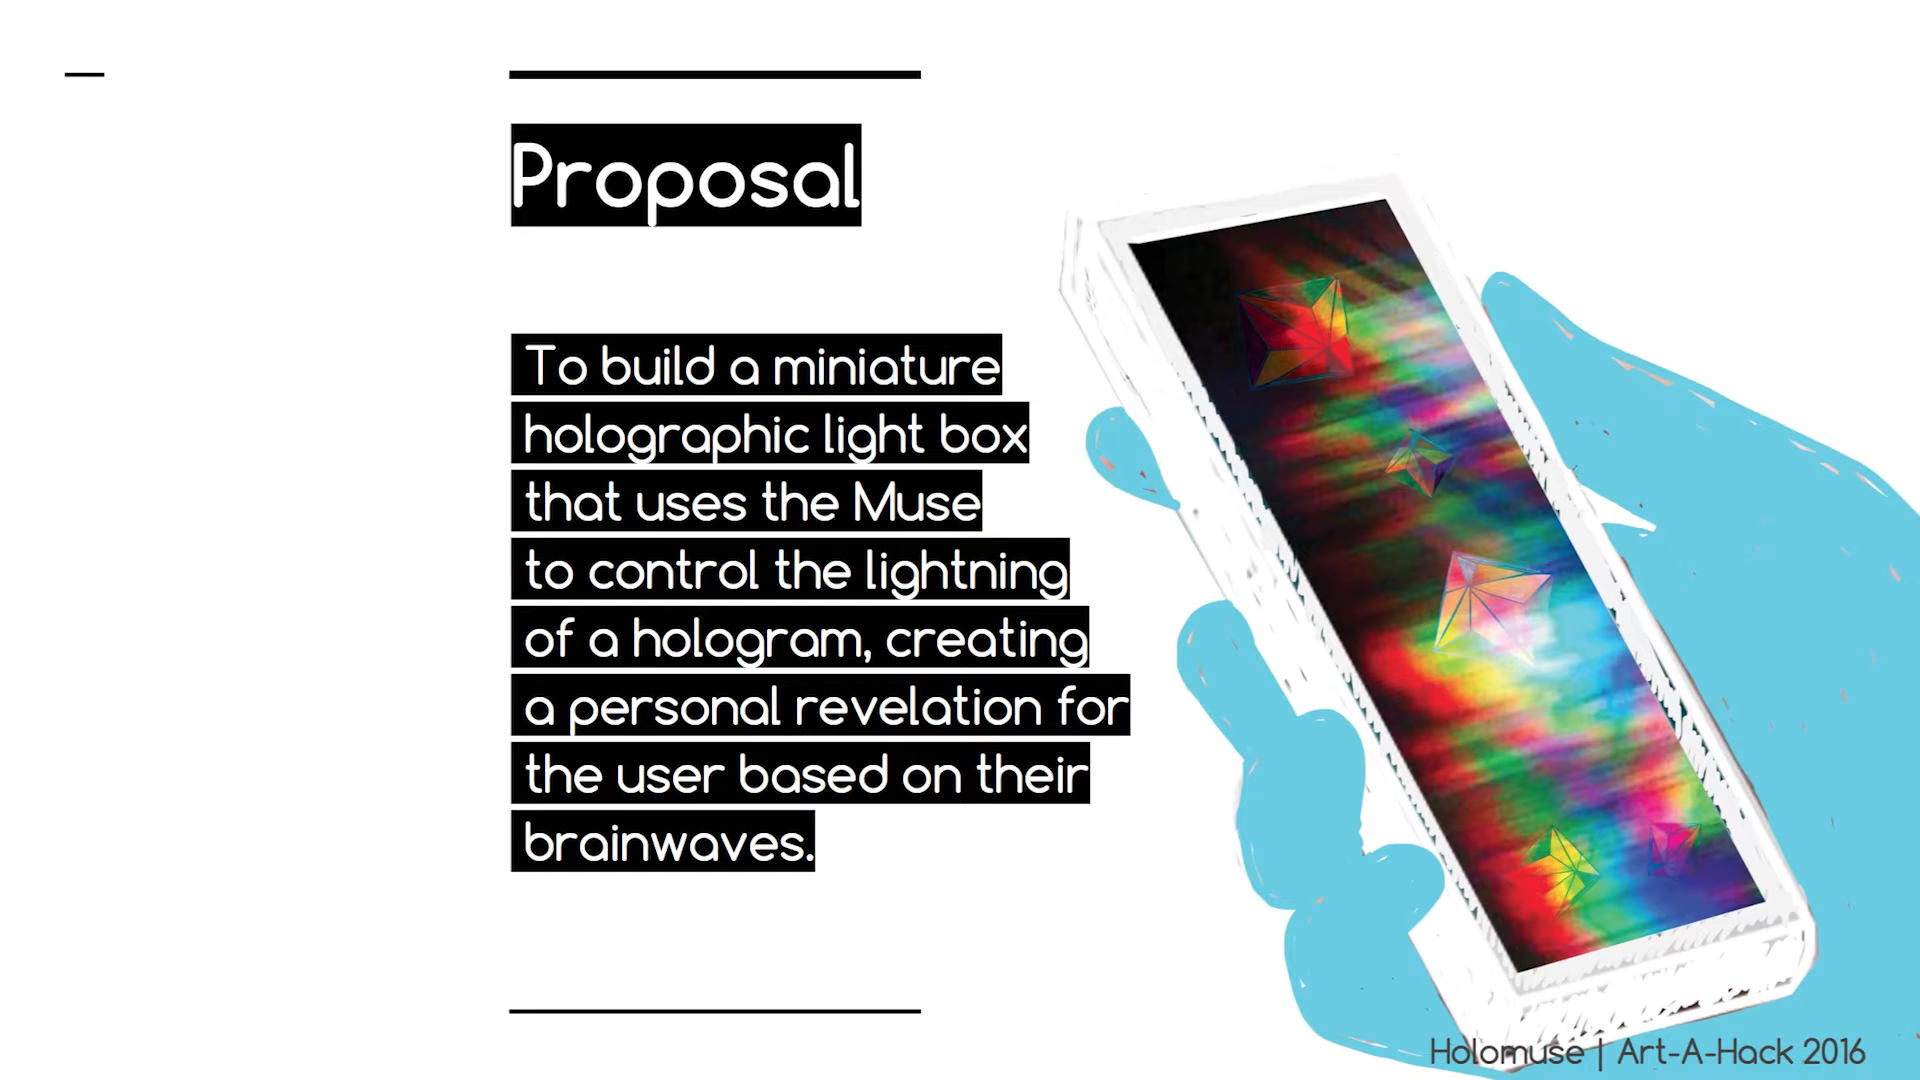 Proposal
To build a miniature
holographic light box
that uses the Muse
to control the lightning
of a hologram, creating
a personal revelation for
the user based on their
brainwaves.
Holomuse | Art-A-Hack 2016